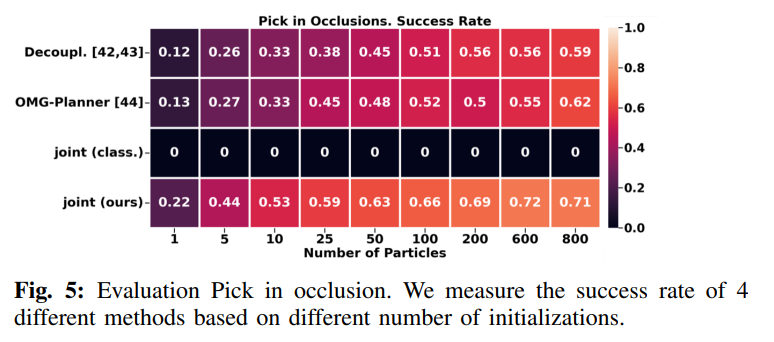 Pick in Occlusions. Success Rate
Decoupl. [42,43] 0.12 0.26 0.33 0.38 0.45 0.51 0.56 0.56 0.59
OMG-Planner [44] 0.13 0.27 0.33 0.45 0.48 0.52 0.5 0.55 0.62
joint (class.) 0 0 0 0 0 0 0 0 0
joint (ours) 0.22 0.44 0.53 0.59 0.63 0.66 0.69 0.72 0.71
1 5 10 25 50 100 200 600 800
Number of Particles
1.0
0.8
0.6
0.4
0.2
0.0
Fig. 5: Evaluation Pick in occlusion. We measure the success rate of 4
different methods based on different number of initializations.